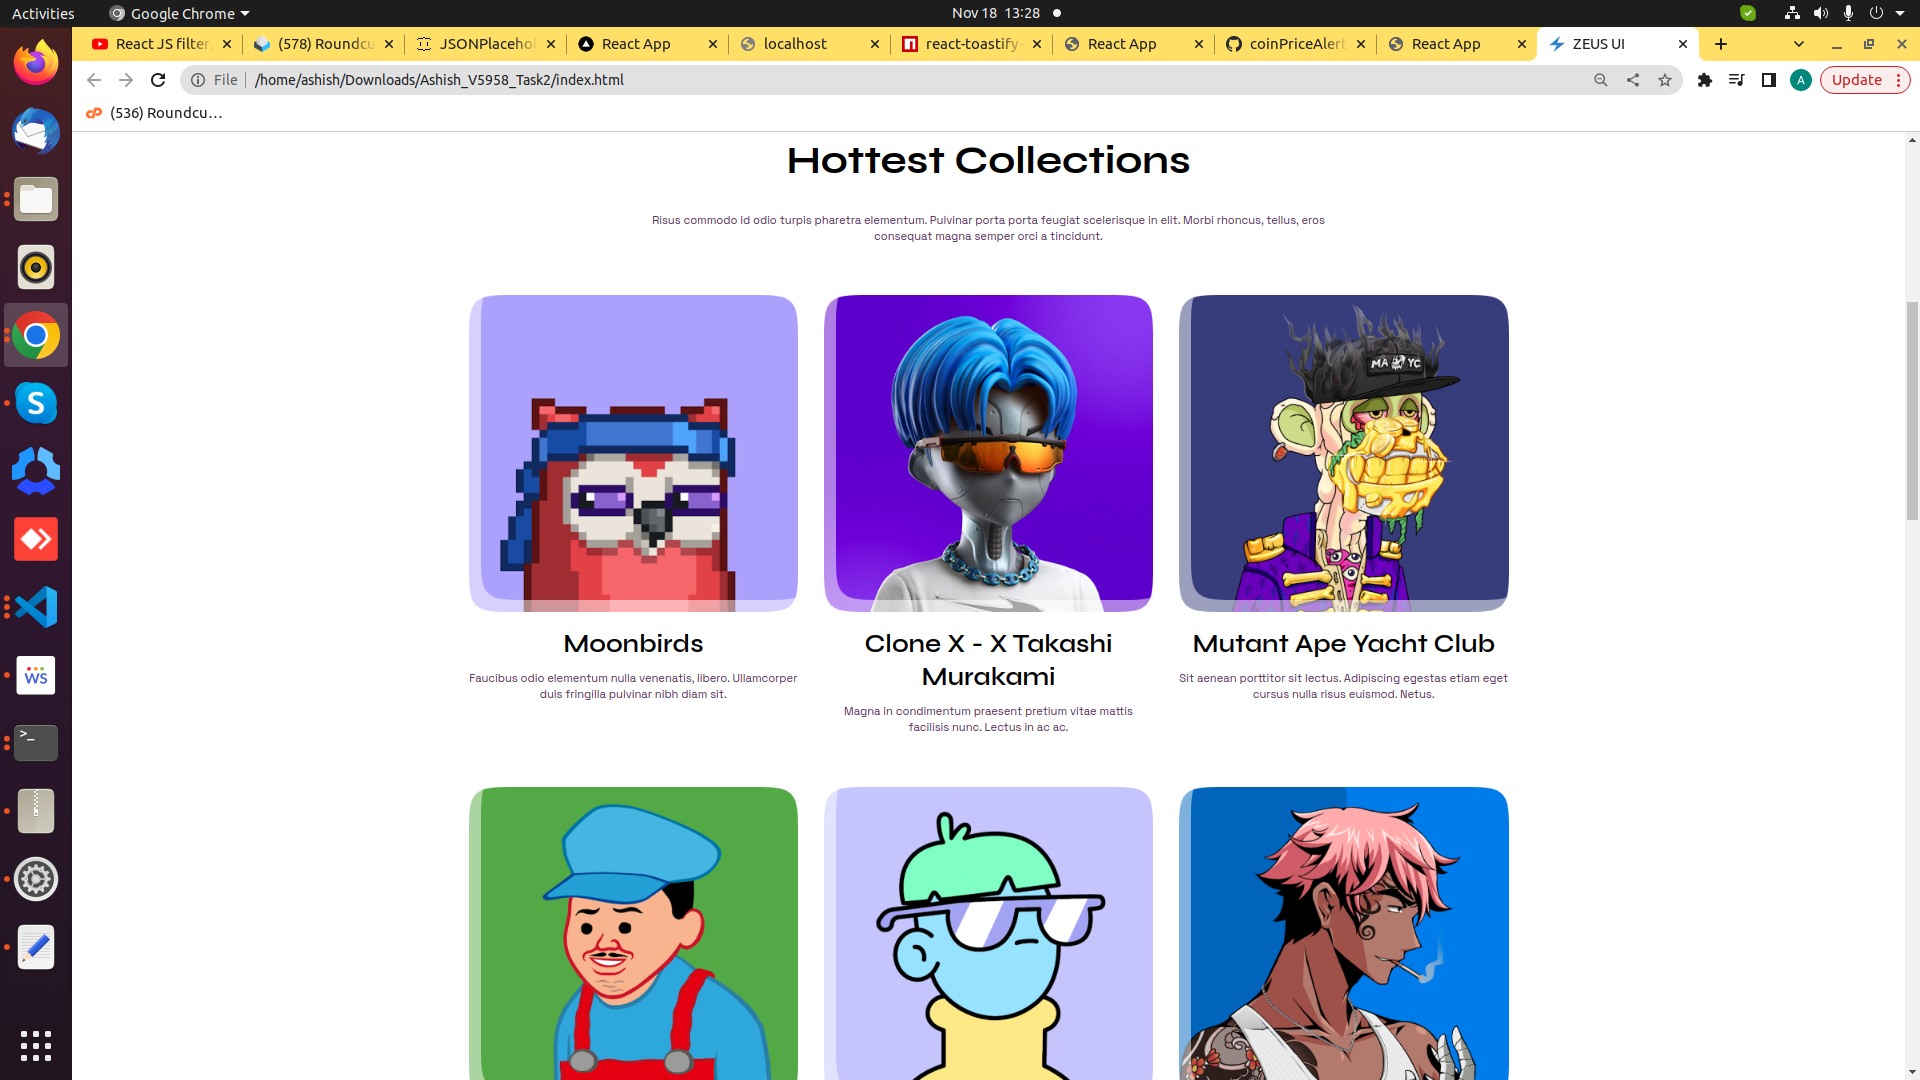 Activities
Google Chrome
Nov 18 13:28
React JS filter,
(578) Roundcu
JSONPlacehol
React App
localhost
react-toastify
React App
coinPriceAlert
React App
ZEUS UI
File
/home/ashish/Downloads/Ashish_V5958_Task2/index.html
A
Update
(536) Roundcu…
Hottest Collections
Risus commodo id odio turpis pharetra elementum. Pulvinar porta porta feugiat scelerisque in elit. Morbi rhoncus, tellus, eros
consequat magna semper orci a tincidunt.
MA YC
Moonbirds
Faucibus odio elementum nulla venenatis, libero. Ullamcorper
duis fringilla pulvinar nibh diam sit.
Clone X - X Takashi
Murakami
Magna in condimentum praesent pretium vitae mattis
facilisis nunc. Lectus in ac ac.
Mutant Ape Yacht Club
Sit aenean porttitor sit lectus. Adipiscing egestas etiam eget
cursus nulla risus euismod. Netus.
S
WS
>_